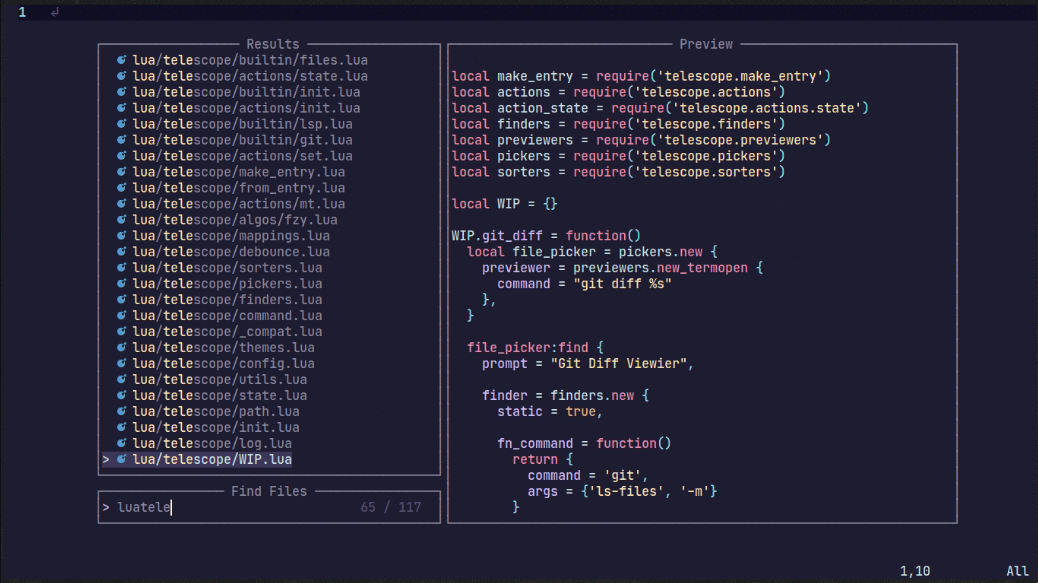 1 ↵
Results
lua/telescope/builtin/files.lua
lua/telescope/actions/state.lua
lua/telescope/builtin/init.lua
lua/telescope/actions/init.lua
lua/telescope/builtin/lsp.lua
lua/telescope/builtin/git.lua
lua/telescope/actions/set.lua
lua/telescope/make_entry.lua
lua/telescope/from_entry.lua
lua/telescope/actions/mt.lua
lua/telescope/algos/fzy.lua
lua/telescope/mappings.lua
lua/telescope/debounce.lua
lua/telescope/sorters.lua
lua/telescope/pickers.lua
lua/telescope/finders.lua
lua/telescope/command.lua
lua/telescope/_compat.lua
lua/telescope/themes.lua
lua/telescope/config.lua
lua/telescope/utils.lua
lua/telescope/state.lua
lua/telescope/path.lua
lua/telescope/init.lua
lua/telescope/log.lua
> lua/telescope/WIP.lua
Find Files
> luatele 65 / 117
Preview
local make_entry = require('telescope.make_entry')
local actions = require('telescope.actions')
local action_state = require('telescope.actions.state')
local finders = require('telescope.finders')
local previewers = require('telescope.previewers')
local pickers = require('telescope.pickers')
local sorters = require('telescope.sorters')
local WIP = {}
WIP.git_diff = function()
local file_picker = pickers.new {
previewer = previewers.new_termopen {
command = "git diff %s"
},
}
file_picker:find {
prompt = "Git Diff Viewier",
finder = finders.new {
static = true,
fn_command = function()
return {
command = 'git',
args = {'ls-files', '-m'}
}
1,10 All